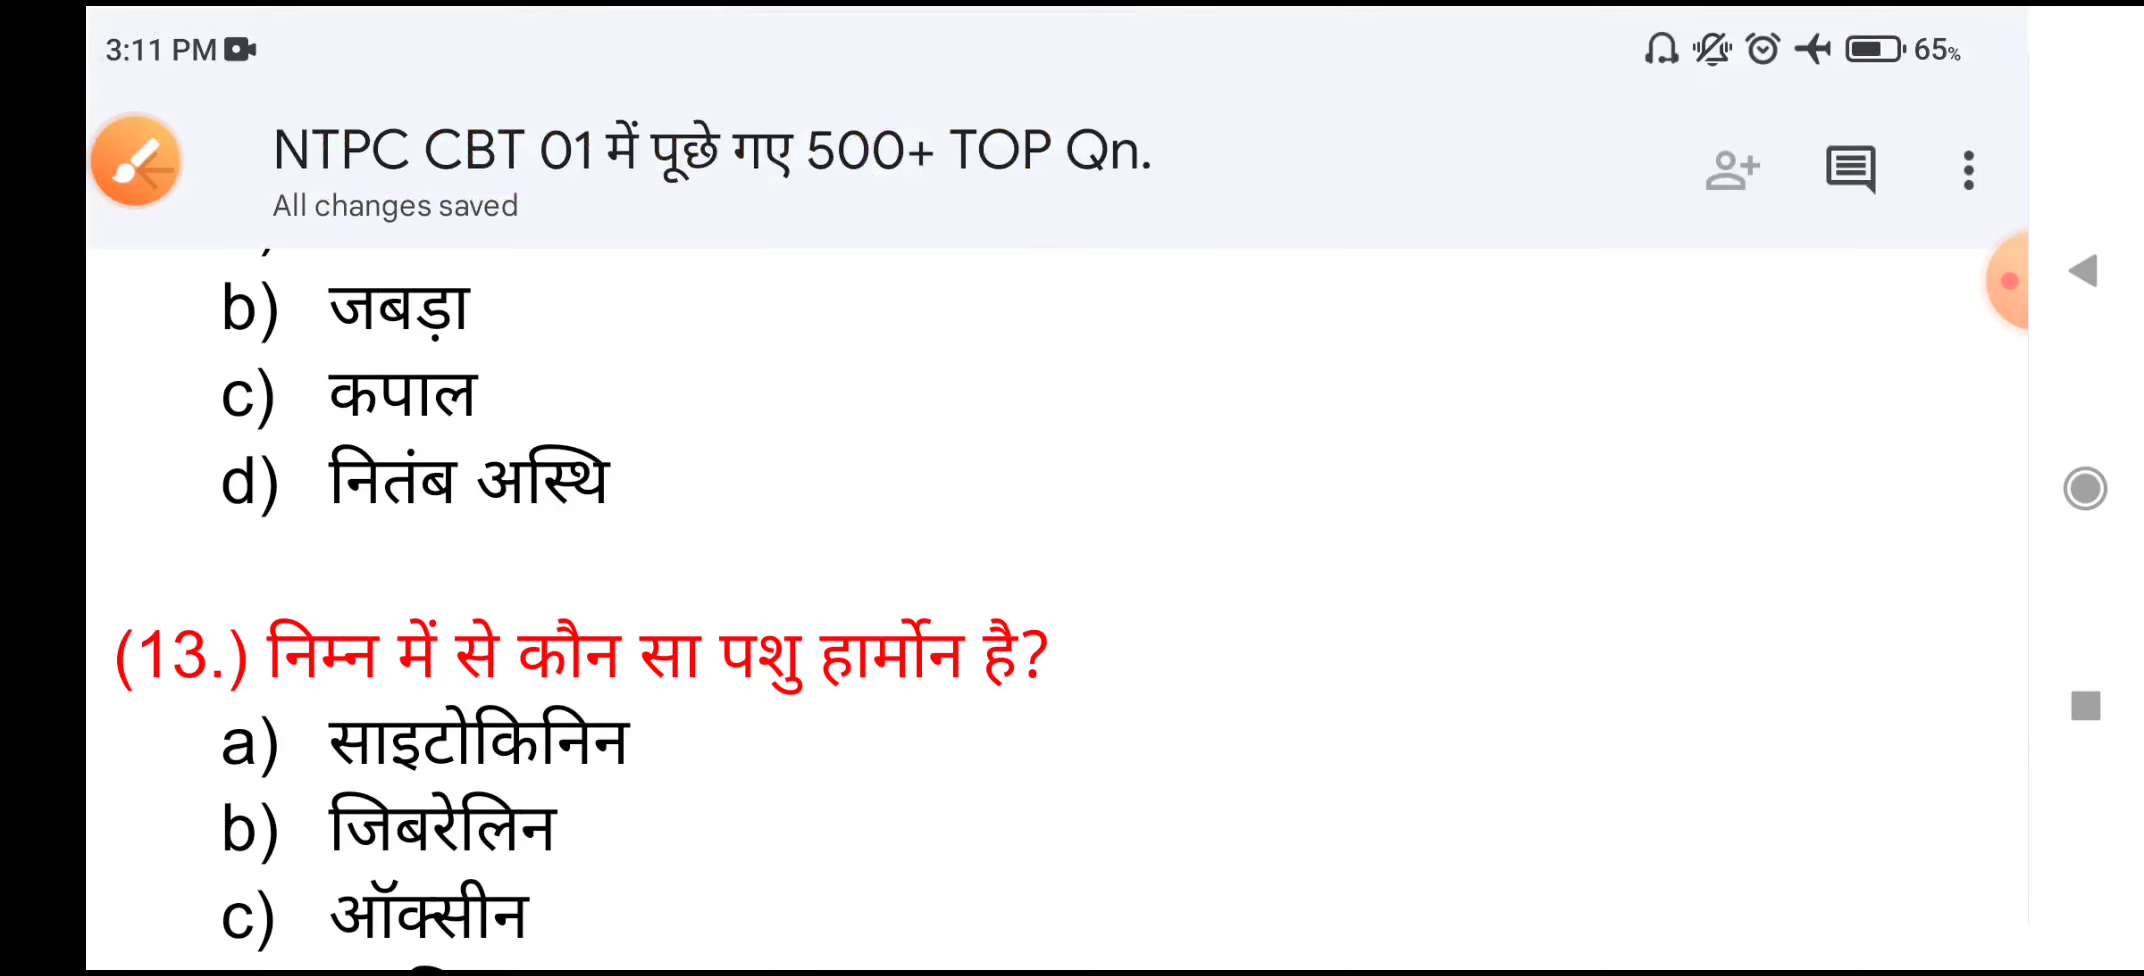 3:11 PM
65%
NTPC CBT 01 में पूछे गए 500+ TOP Qn.
All changes saved
b) जबड़ा
c) कपाल
d) नितंब अस्थि
(13.) निम्न में से कौन सा पशु हार्मोन है?
a) साइटोकिनिन
b) जिबरेलिन
c) ऑक्सीन